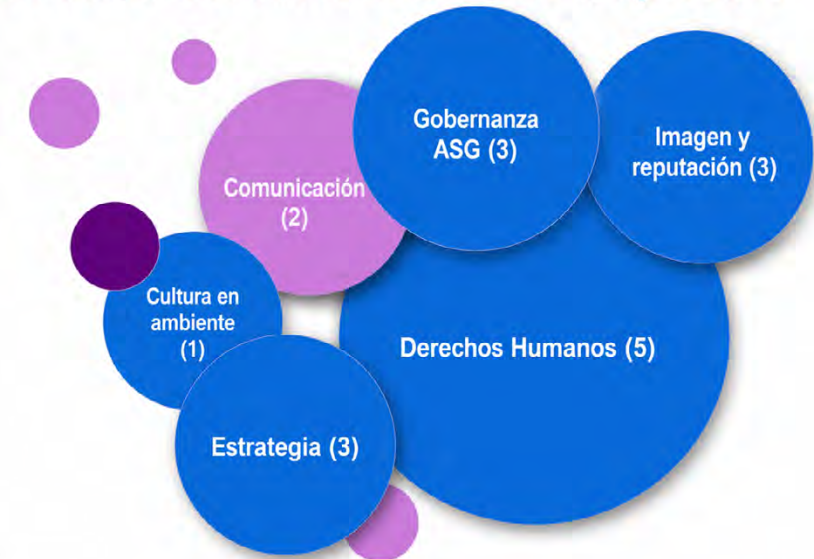 Gobernanza
ASG (3)
Imagen y
reputación (3)
Comunicación
(2)
Cultura en
ambiente
(1)
Derechos Humanos (5)
Estrategia (3)